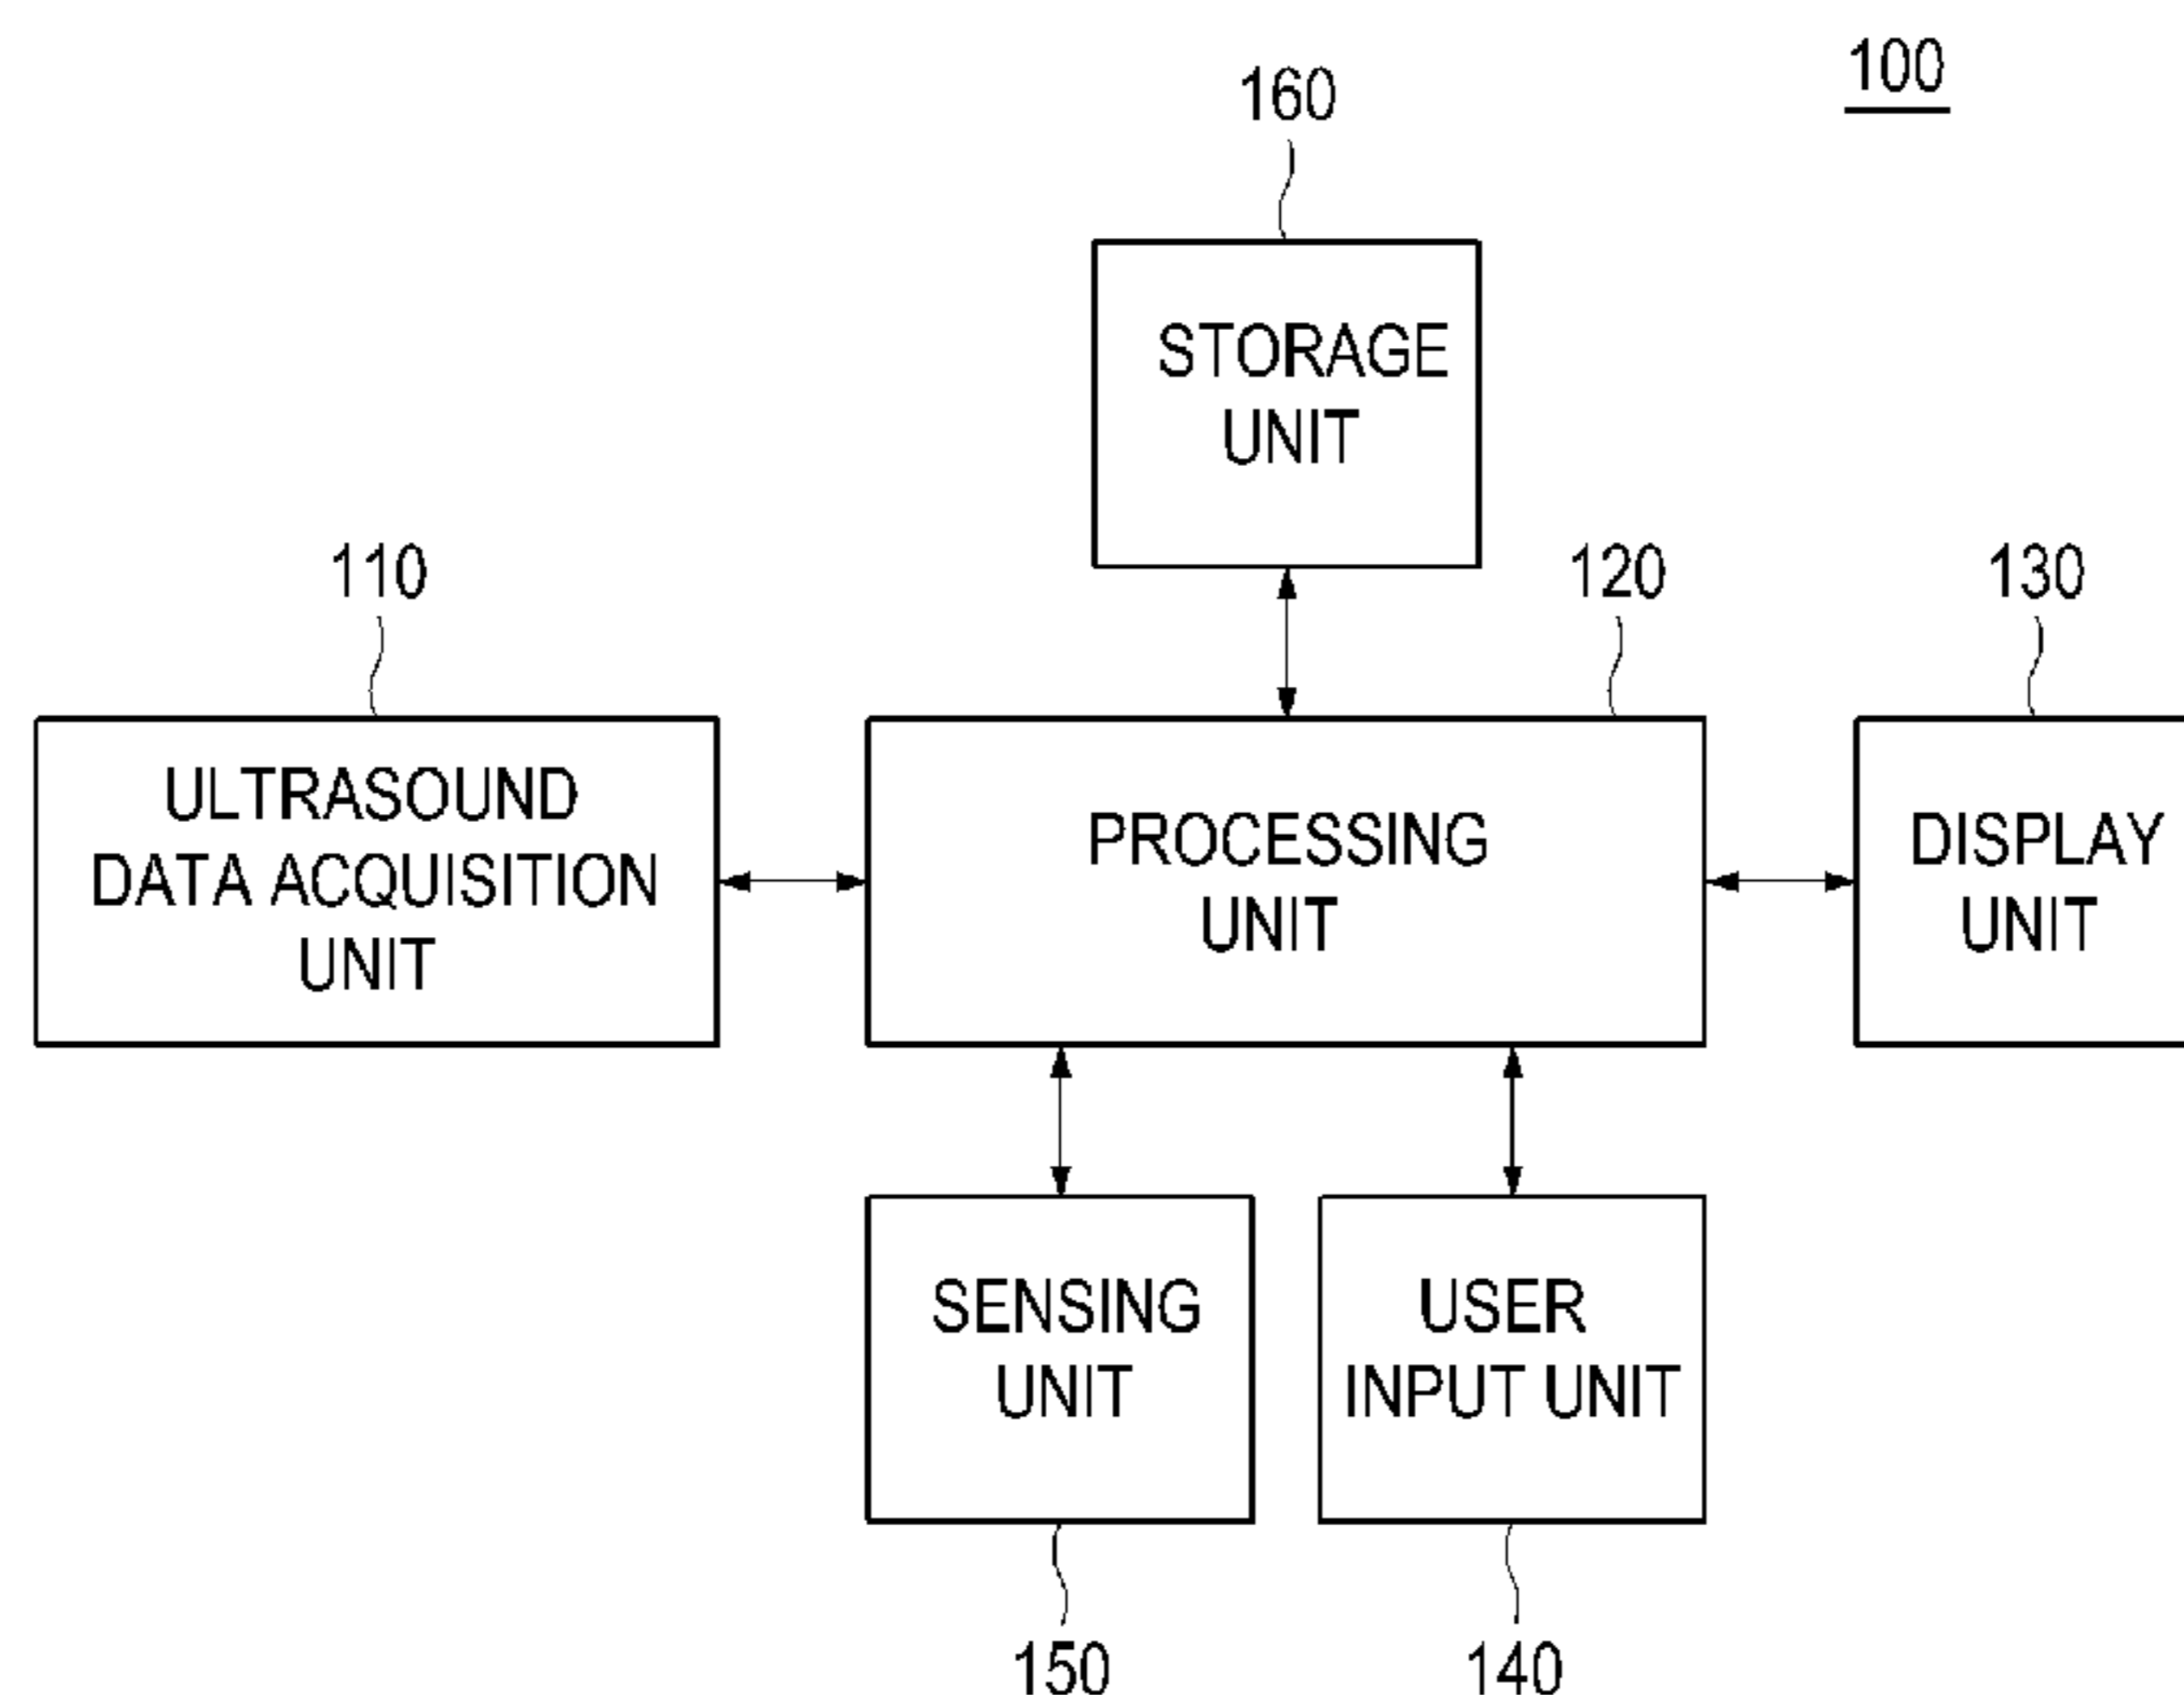 100
160
STORAGE
UNIT
110
120
130
ULTRASOUND
DATA ACQUISITION
UNIT
PROCESSING
UNIT
DISPLAY
UNIT
SENSING
UNIT
USER
INPUT UNIT
150
140